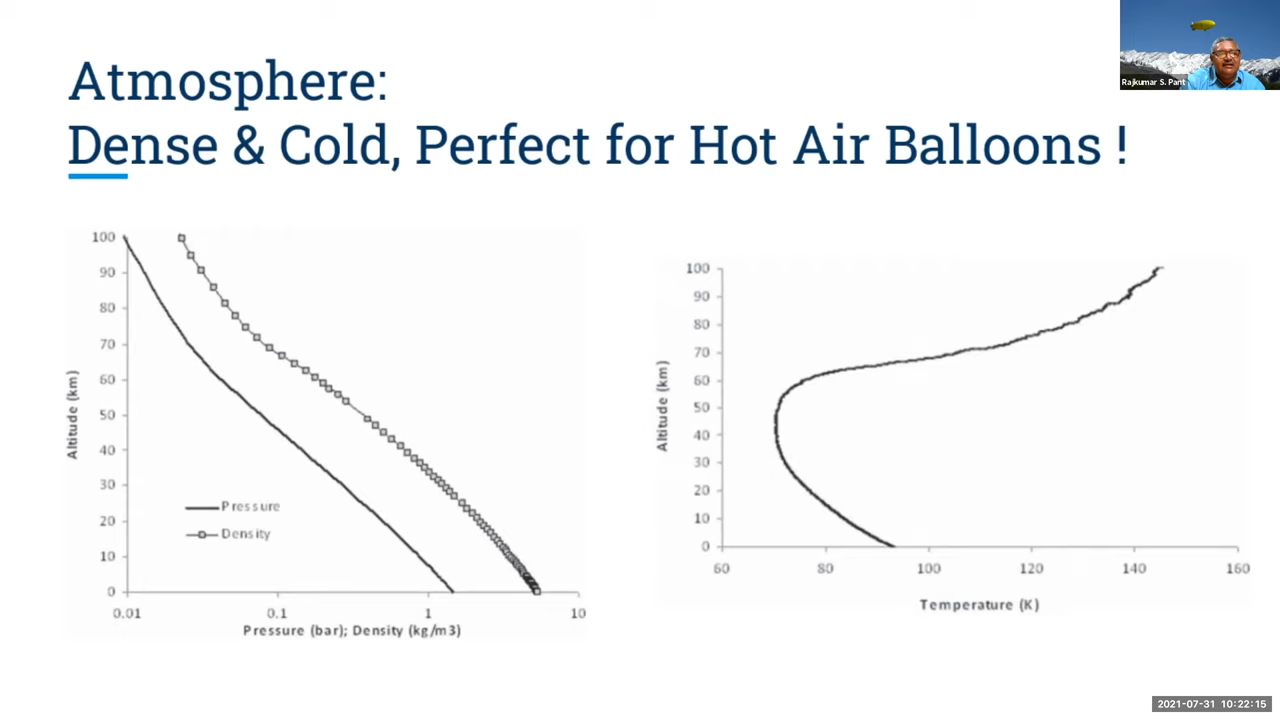 Atmosphere:
Dense & Cold, Perfect for Hot Air Balloons !
Rajkumar S. Pant
100
90
80
70
60
50
40
30
20
10
0
Altitude (km)
Pressure
Density
0.01 0.1 1 10
Pressure (bar); Density (kg/m3)
100
90
80
70
60
50
40
30
20
10
0
Altitude (km)
60 80 100 120 140 160
Temperature (K)
2021-07-31 10:22:15